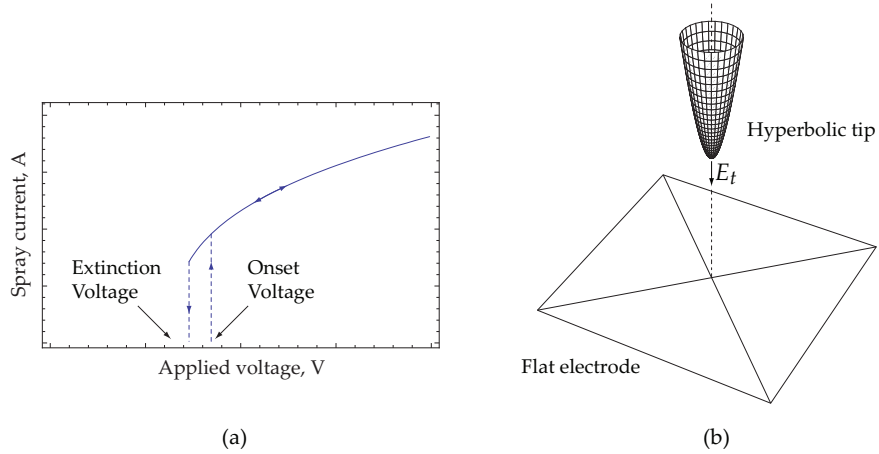 Spray current, A
Extinction
Voltage
Onset
Voltage
Applied voltage, V
(a)
Hyperbolic tip
E_t
Flat electrode
(b)